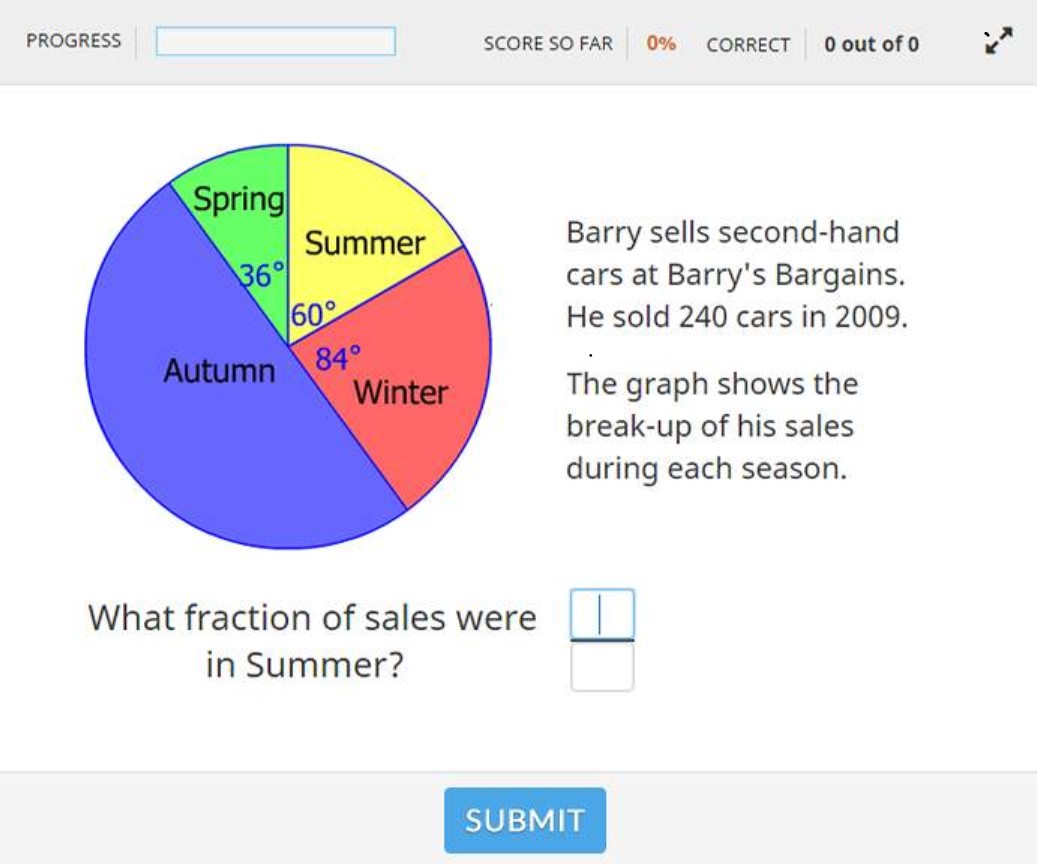 PROGRESS
SCORE SO FAR 0% CORRECT 0 out of 0
Spring
Summer
36°
60°
84°
Autumn
Winter
Barry sells second-hand
cars at Barry's Bargains.
He sold 240 cars in 2009.
The graph shows the
break-up of his sales
during each season.
What fraction of sales were
in Summer?
SUBMIT